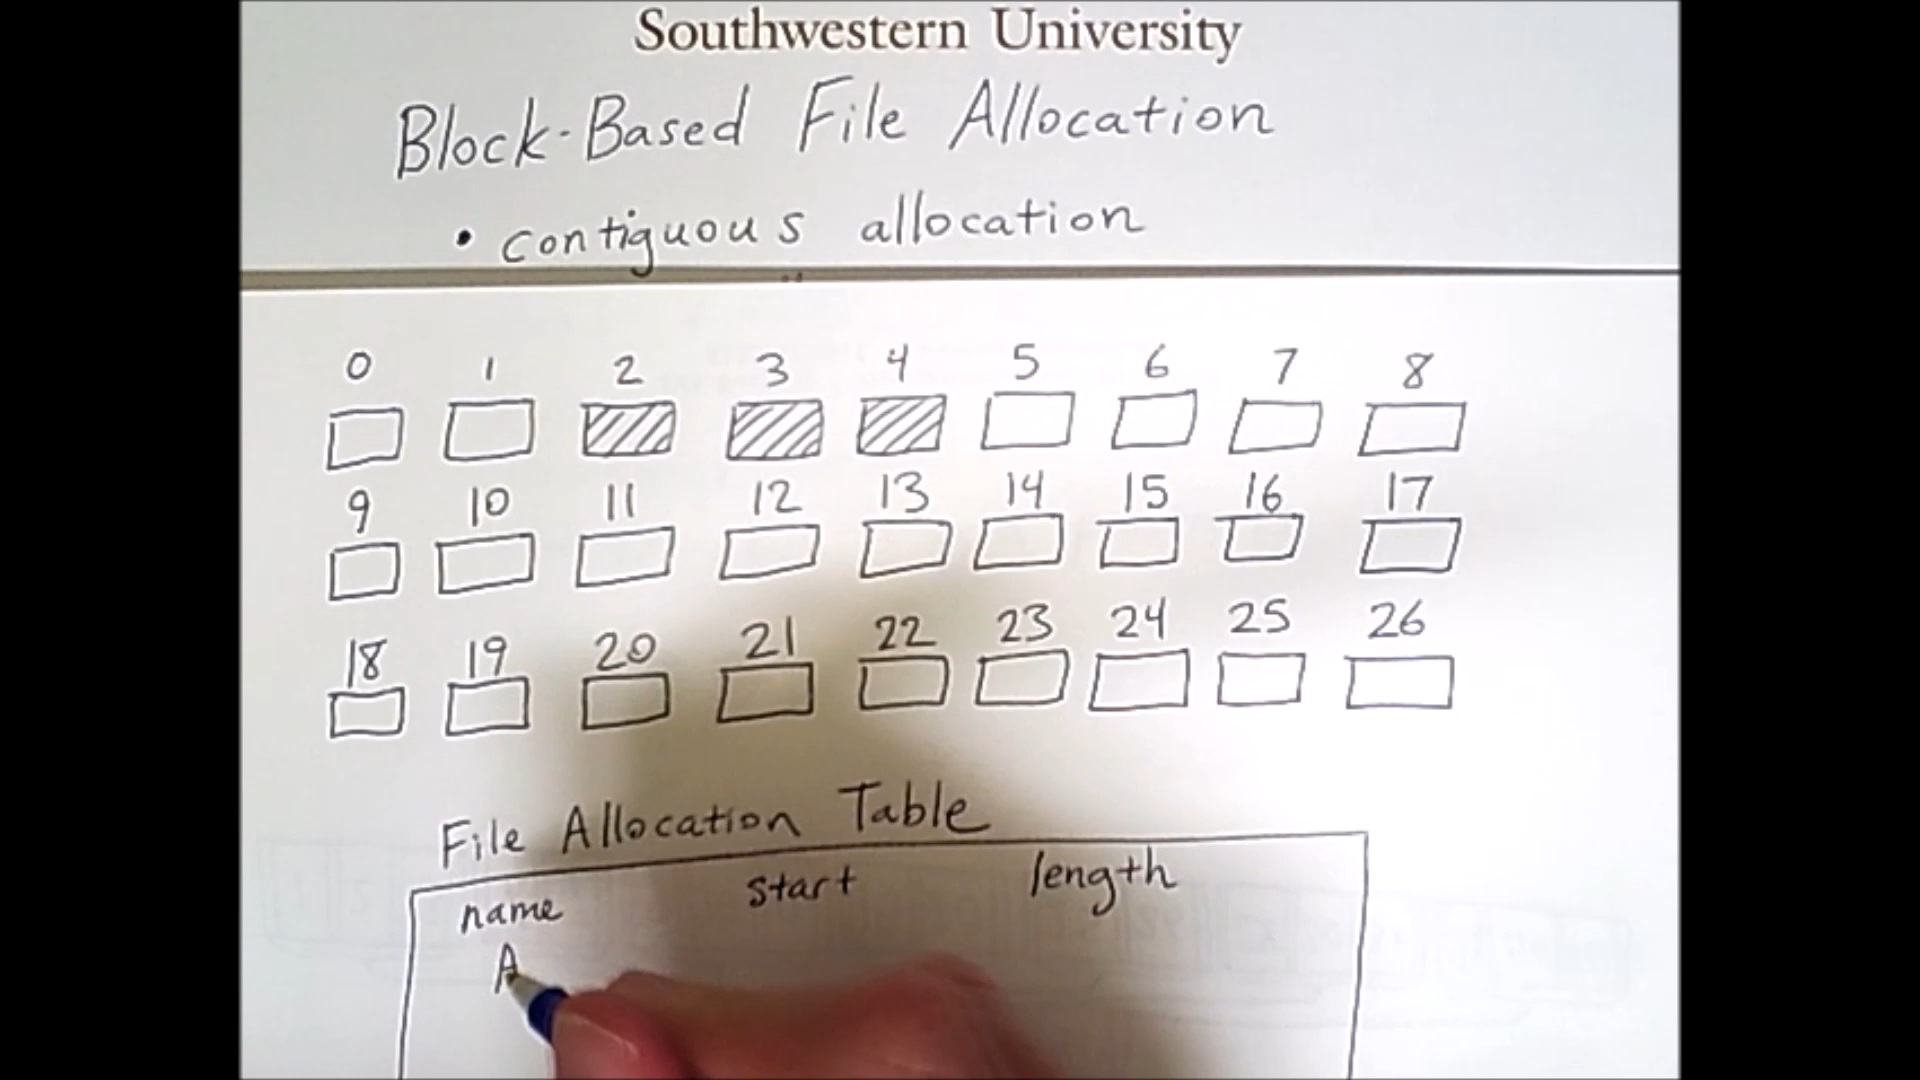 Southwestern University
Block-Based File Allocation
• contiguous allocation
0 1 2 3 4 5 6 7 8
9 10 11 12 13 14 15 16 17
18 19 20 21 22 23 24 25 26
File Allocation Table
name start length
A